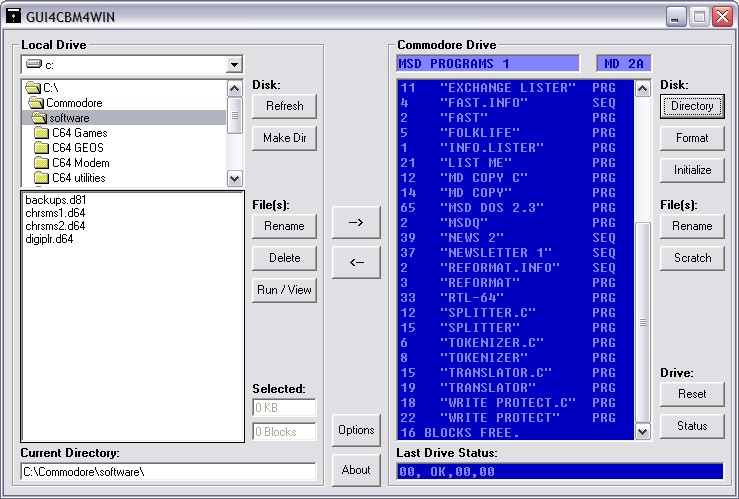 GUI4CBM4WIN
Local Drive
c:
C:\
Commodore
software
C64 Games
C64 GEOS
C64 Modem
C64 utilities
Disk:
Refresh
Make Dir
backups.d81
chrsms1.d64
chrsms2.d64
digiplr.d64
File(s):
Rename
Delete
Run / View
Selected:
0 KB
0 Blocks
Current Directory:
C:\Commodore\software\
-->
<--
Options
About
Commodore Drive
MSD PROGRAMS 1 MD 2A
11 "EXCHANGE LISTER" PRG
4 "FAST.INFO" SEQ
2 "FAST" PRG
5 "FOLKLIFE" PRG
1 "INFO.LISTER" PRG
21 "LIST ME" PRG
12 "MD COPY C" PRG
14 "MD COPY" PRG
65 "MSD DOS 2.3" PRG
2 "MSDQ" PRG
39 "NEWS 2" SEQ
37 "NEWSLETTER 1" SEQ
2 "REFORMAT.INFO" SEQ
3 "REFORMAT" PRG
33 "RTL-64" PRG
12 "SPLITTER.C" PRG
15 "SPLITTER" PRG
6 "TOKENIZER.C" PRG
8 "TOKENIZER" PRG
15 "TRANSLATOR.C" PRG
19 "TRANSLATOR" PRG
18 "WRITE PROTECT.C" PRG
22 "WRITE PROTECT" PRG
16 BLOCKS FREE.
Disk:
Directory
Format
Initialize
File(s):
Rename
Scratch
Drive:
Reset
Status
Last Drive Status:
00, OK,00,00